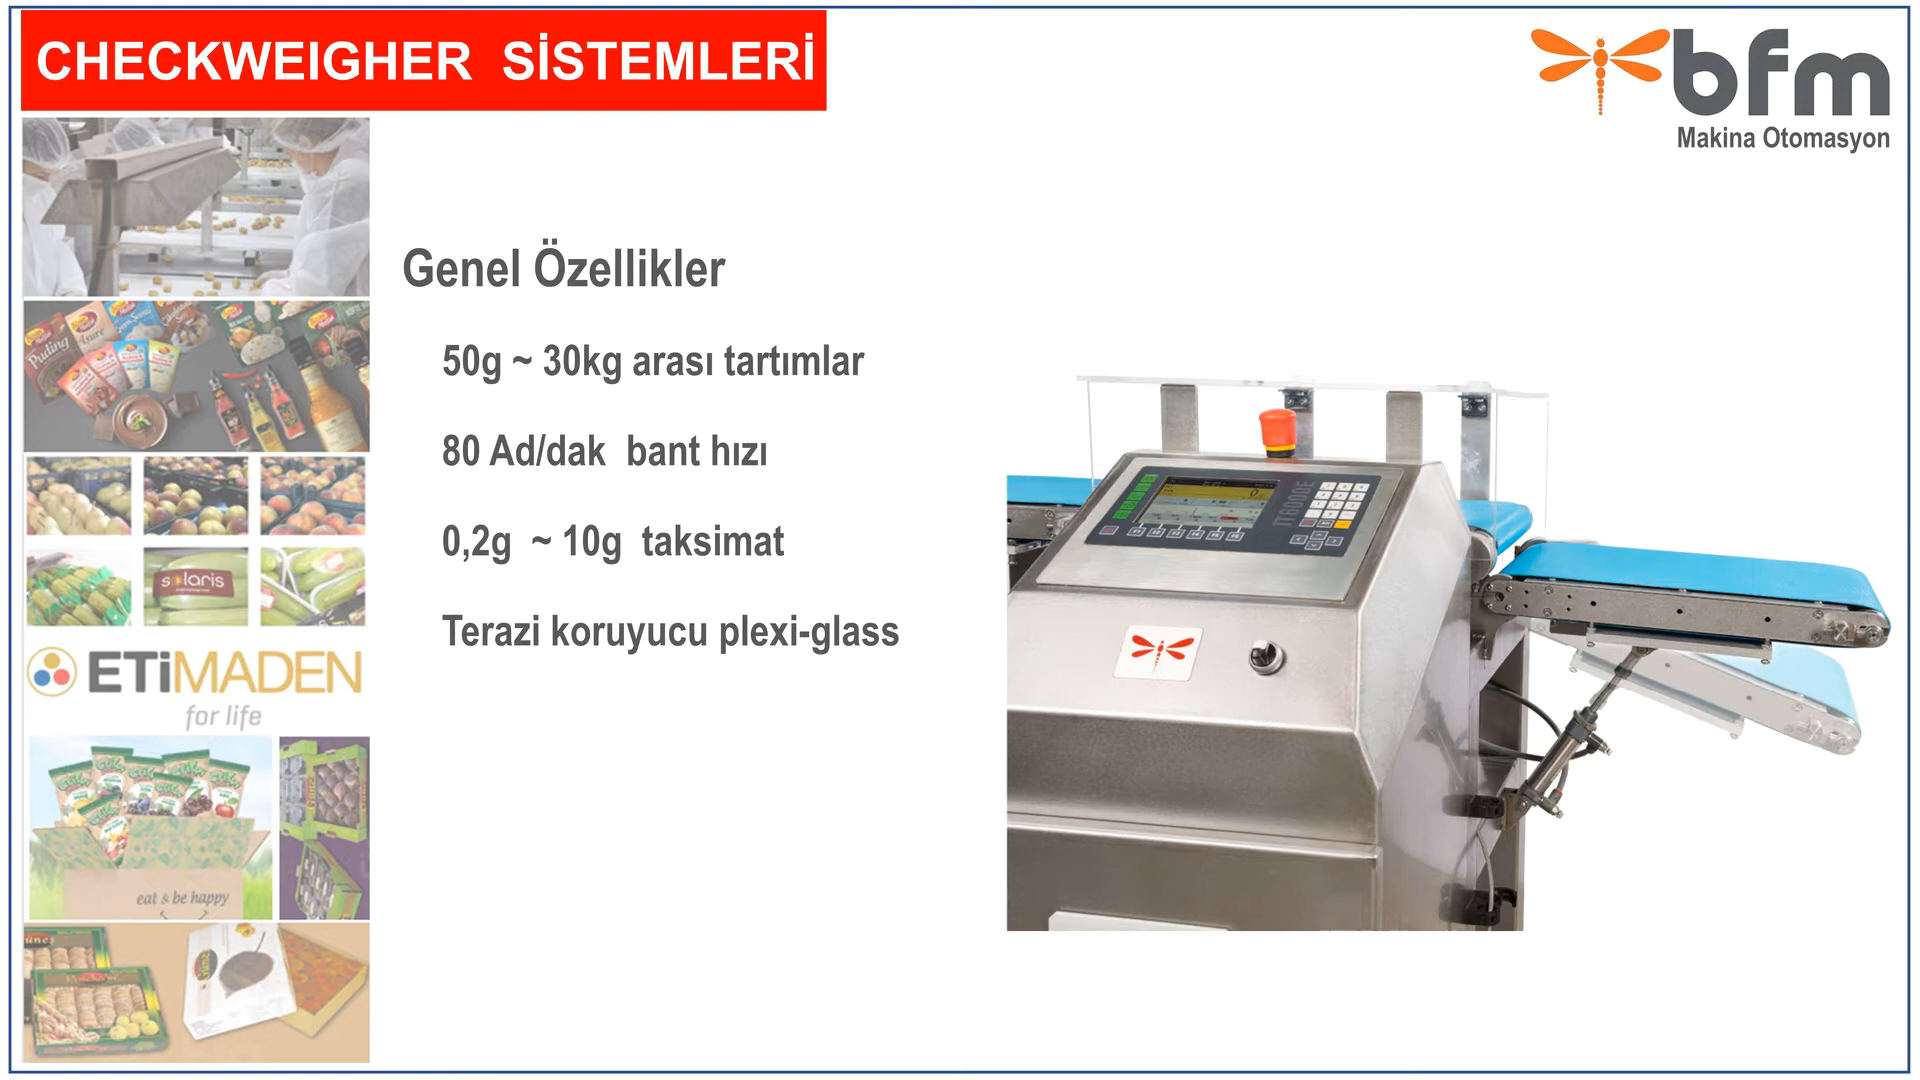 CHECKWEIGHER SİSTEMLERİ
bfm
Makina Otomasyon
Genel Özellikler
50g ~ 30kg arası tartımlar
80 Ad/dak bant hızı
0,2g ~ 10g taksimat
Terazi koruyucu plexi-glass
IT6000E
Puding
Aşure
solaris
ETiMADEN
for life
eat & be happy